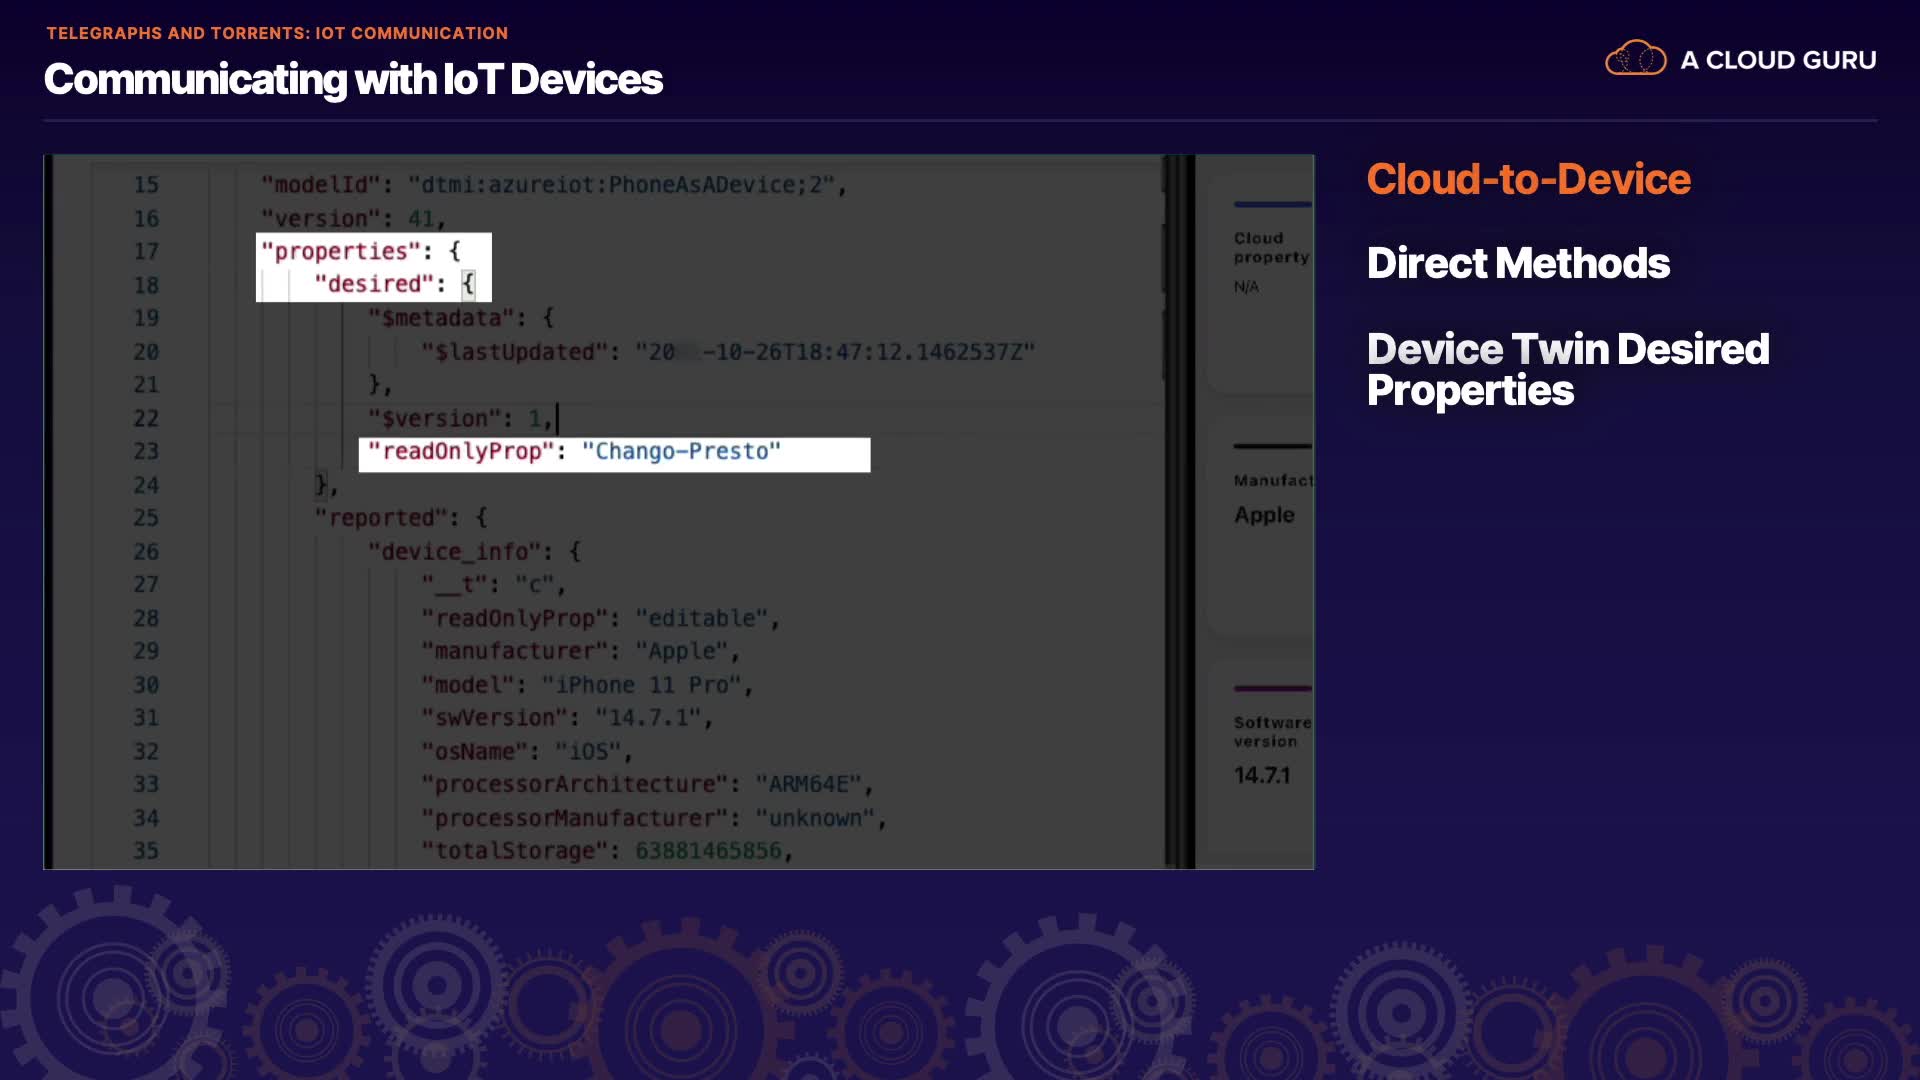 TELEGRAPHS AND TORRENTS: IOT COMMUNICATION
Communicating with IoT Devices
A CLOUD GURU
15 "modelId": "dtmi:azureiot:PhoneAsADevice;2",
16 "version": 41,
17 "properties": {
18 "desired": {
19 "$metadata": {
20 "$lastUpdated": "20 -10-26T18:47:12.1462537Z"
21 },
22 "$version": 1,
23 "readOnlyProp": "Chango-Presto"
24 },
25 "reported": {
26 "device_info": {
27 "__t": "c",
28 "readOnlyProp": "editable",
29 "manufacturer": "Apple",
30 "model": "iPhone 11 Pro",
31 "swVersion": "14.7.1",
32 "osName": "iOS",
33 "processorArchitecture": "ARM64E",
34 "processorManufacturer": "unknown",
35 "totalStorage": 63881465856,
Cloud
property
N/A
Manufact
Apple
Software
version
14.7.1
Cloud-to-Device
Direct Methods
Device Twin Desired
Properties